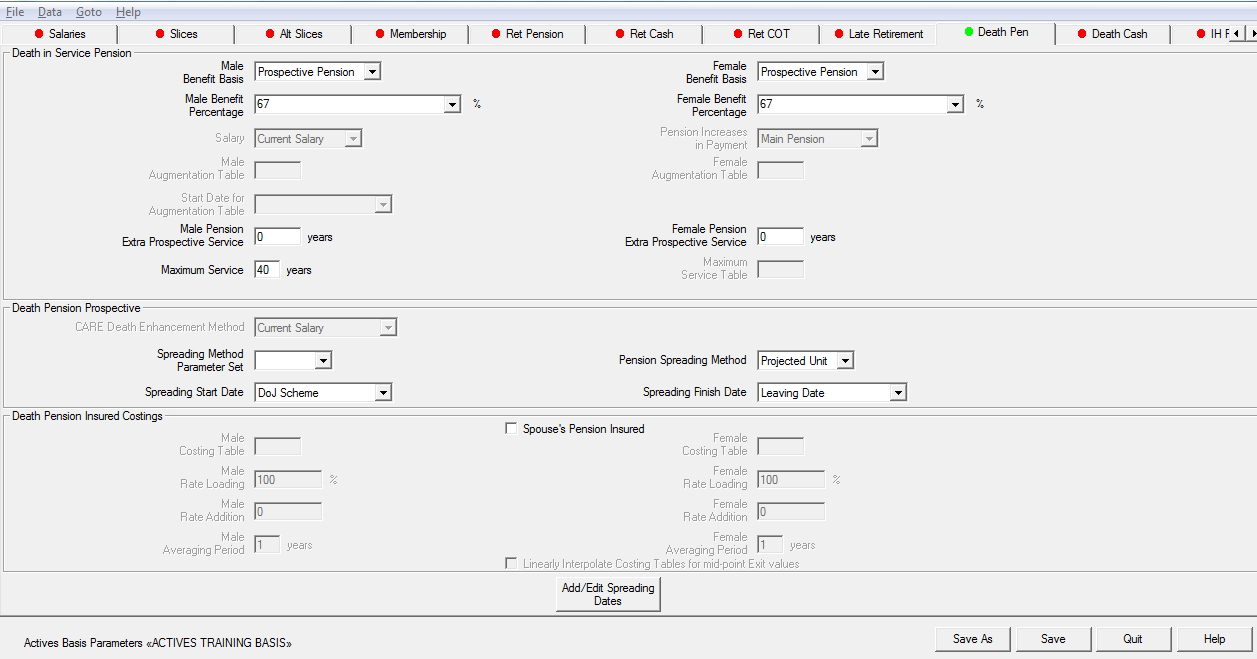 File Data Goto Help
Salaries Slices Alt Slices Membership Ret Pension Ret Cash Ret COT Late Retirement Death Pen Death Cash IH F
Death in Service Pension
Male
Benefit Basis
Prospective Pension
Female
Benefit Basis
Prospective Pension
Male Benefit
Percentage
67 %
Female Benefit
Percentage
67 %
Salary Current Salary
Pension Increases
in Payment
Main Pension
Male
Augmentation Table
Female
Augmentation Table
Start Date for
Augmentation Table
Male Pension
Extra Prospective Service
0 years
Female Pension
Extra Prospective Service
0 years
Maximum Service 40 years
Maximum
Service Table
Death Pension Prospective
CARE Death Enhancement Method Current Salary
Spreading Method
Parameter Set
Pension Spreading Method Projected Unit
Spreading Start Date DoJ Scheme
Spreading Finish Date Leaving Date
Death Pension Insured Costings
Spouse's Pension Insured
Male
Costing Table
Female
Costing Table
Male
Rate Loading
100 %
Female
Rate Loading
100 %
Male
Rate Addition
0
Female
Rate Addition
0
Male
Averaging Period
1 years
Female
Averaging Period
1 years
Linearly Interpolate Costing Tables for mid-point Exit values
Add/Edit Spreading
Dates
Actives Basis Parameters «ACTIVES TRAINING BASIS»
Save As Save Quit Help